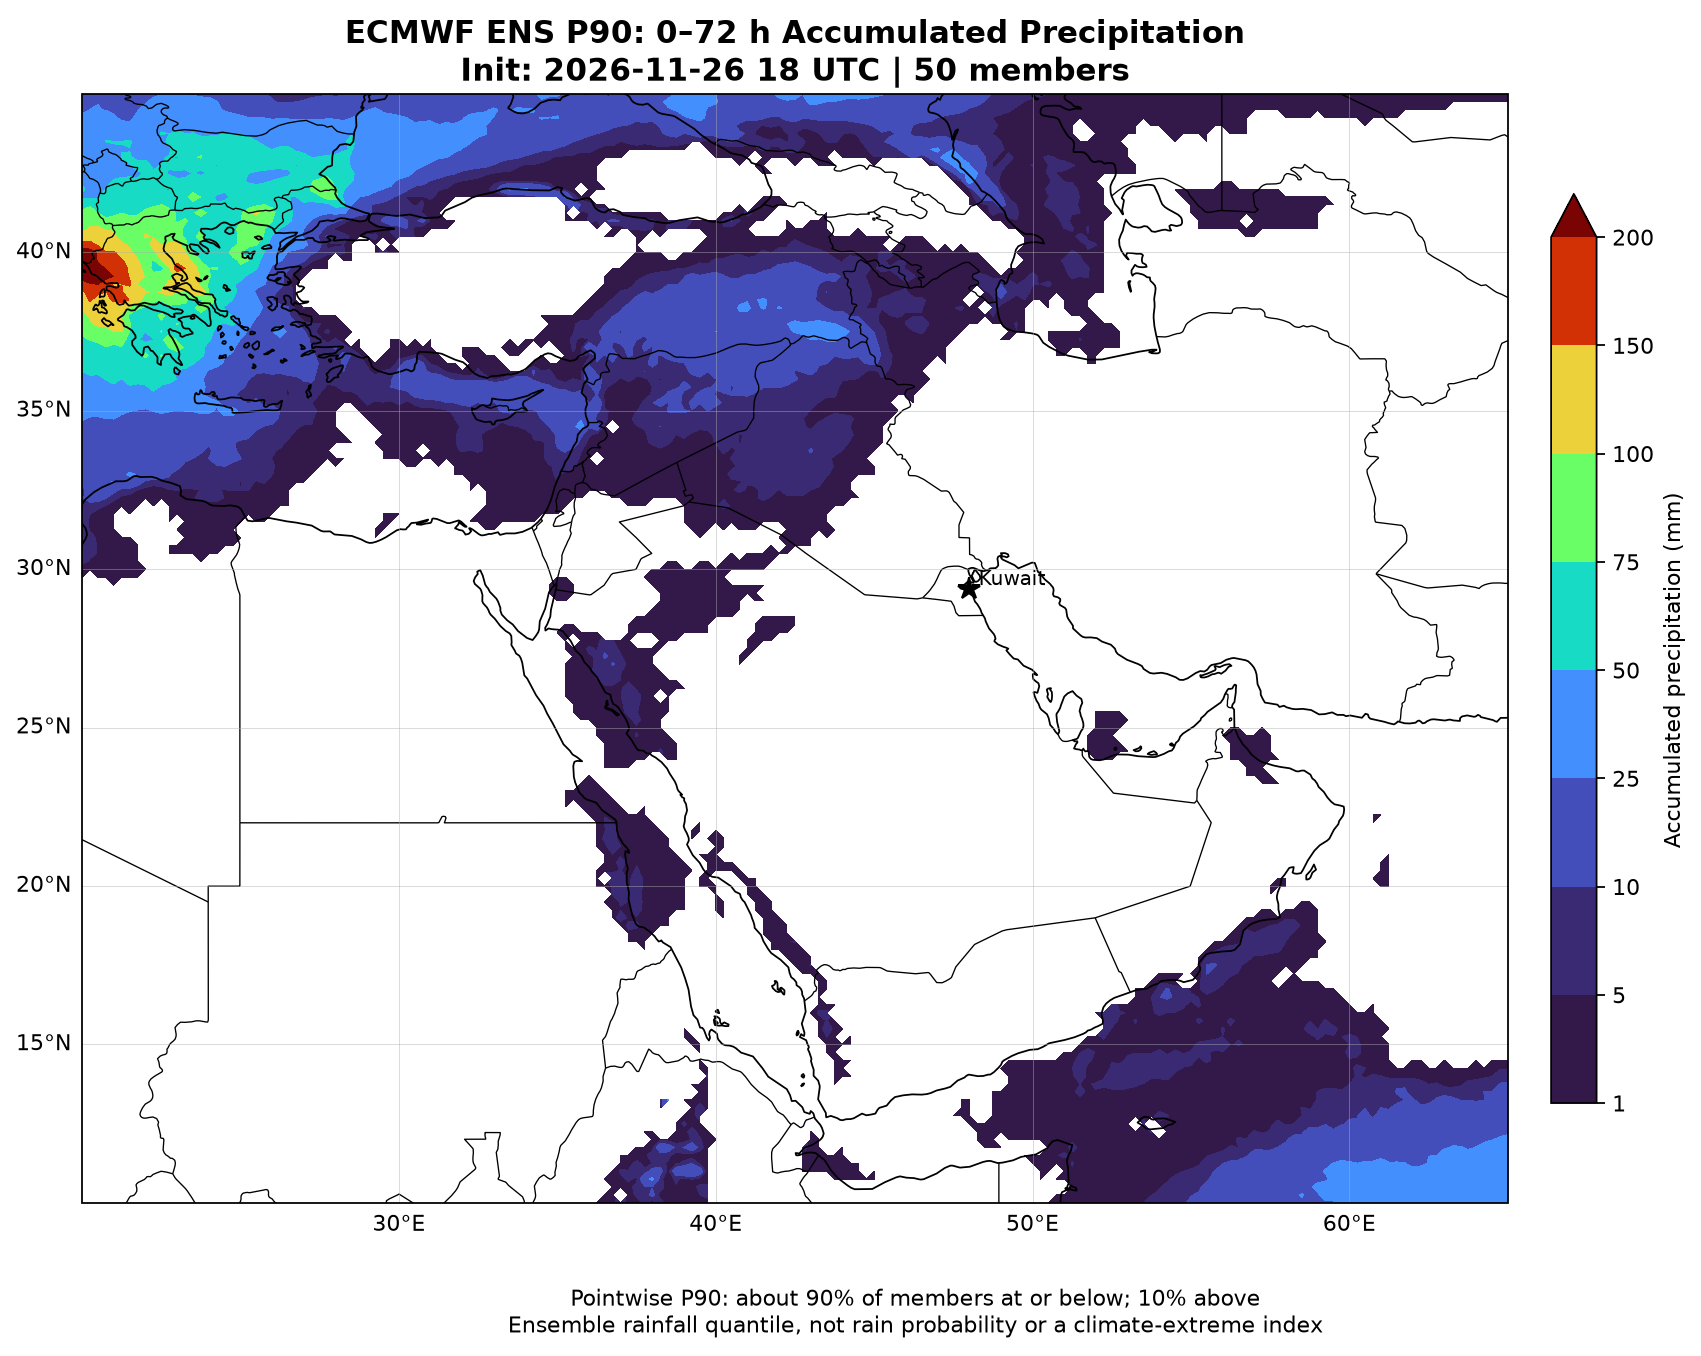 ECMWF ENS P90: 0–72 h Accumulated Precipitation
Init: 2026-11-26 18 UTC | 50 members
40°N
35°N
30°N
25°N
20°N
15°N
30°E
40°E
50°E
60°E
Kuwait
200
150
100
75
50
25
10
5
1
Accumulated precipitation (mm)
Pointwise P90: about 90% of members at or below; 10% above
Ensemble rainfall quantile, not rain probability or a climate-extreme index